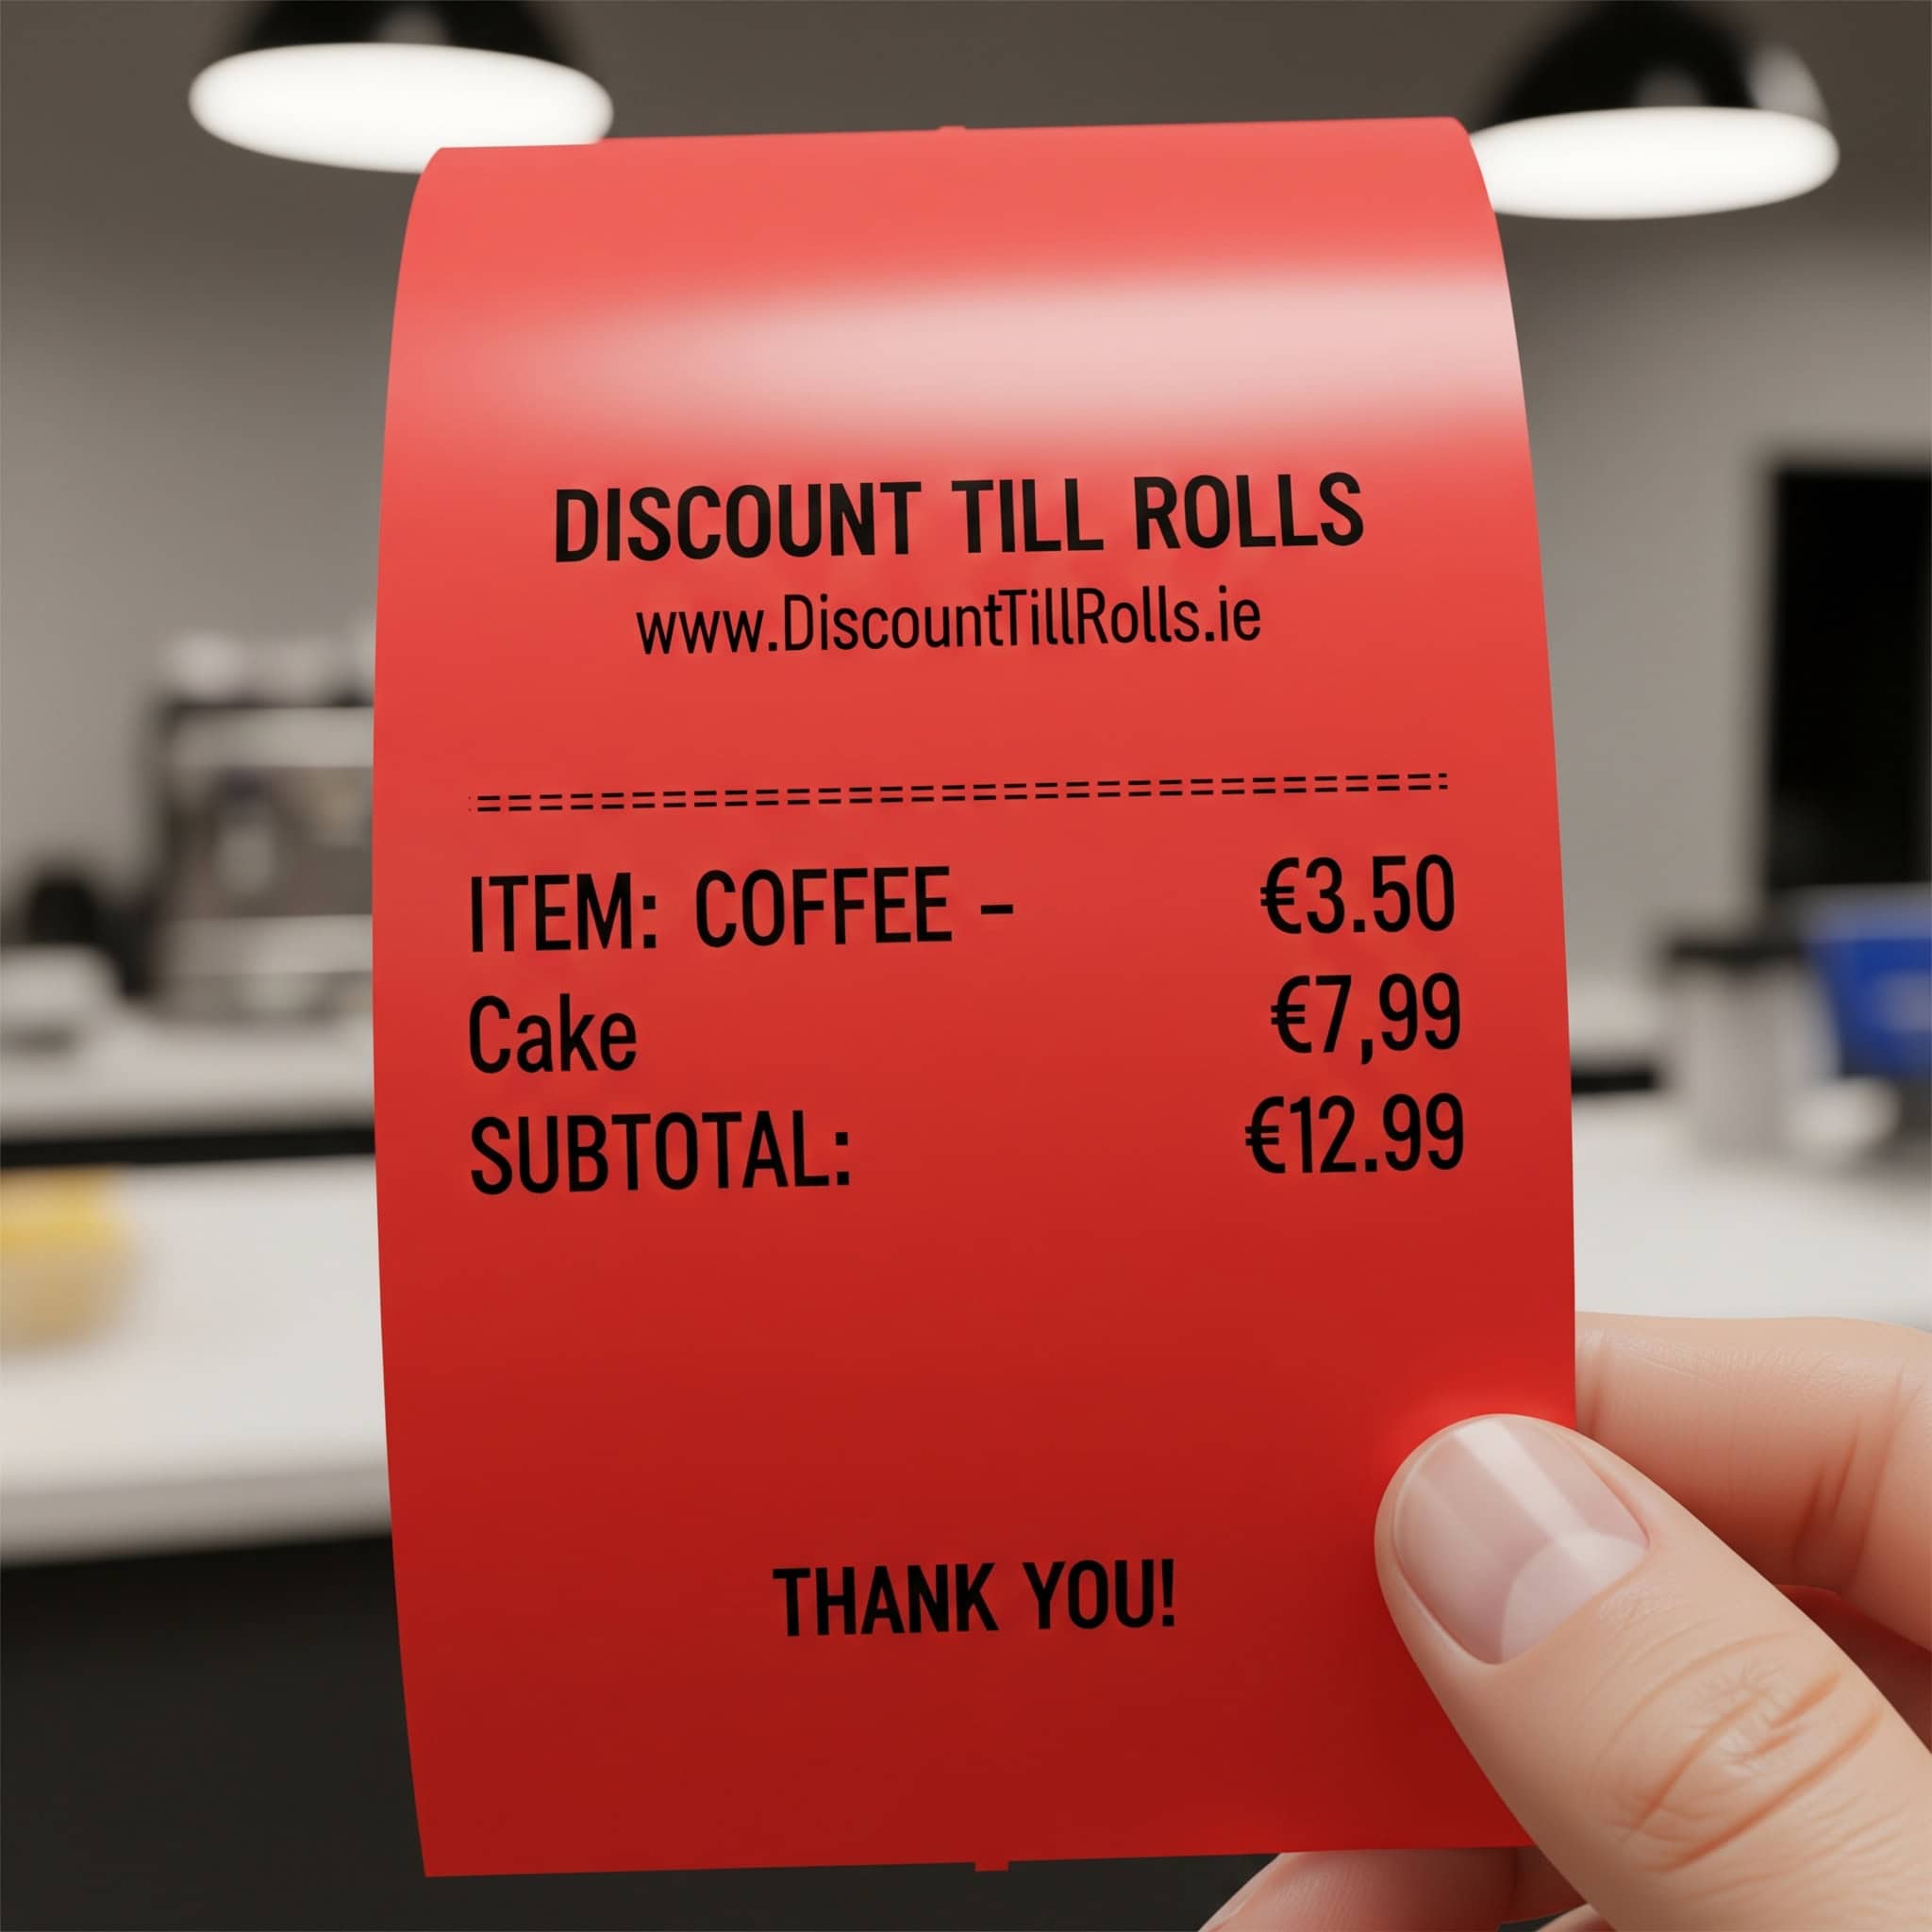 DISCOUNT TILL ROLLS
www.DiscountTillRolls.ie
================================
ITEM: COFFEE - €3.50
Cake €7,99
SUBTOTAL: €12.99
THANK YOU!